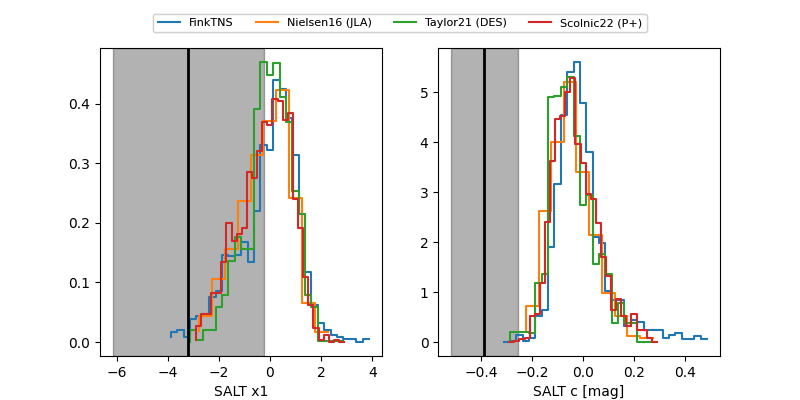 FinkTNS Nielsen16 (JLA) Taylor21 (DES) Scolnic22 (P+)
0.4
0.3
0.2
0.1
0.0
−6 −4 −2 0 2 4
SALT x1
5
4
3
2
1
0
−0.4 −0.2 0.0 0.2 0.4
SALT c [mag]